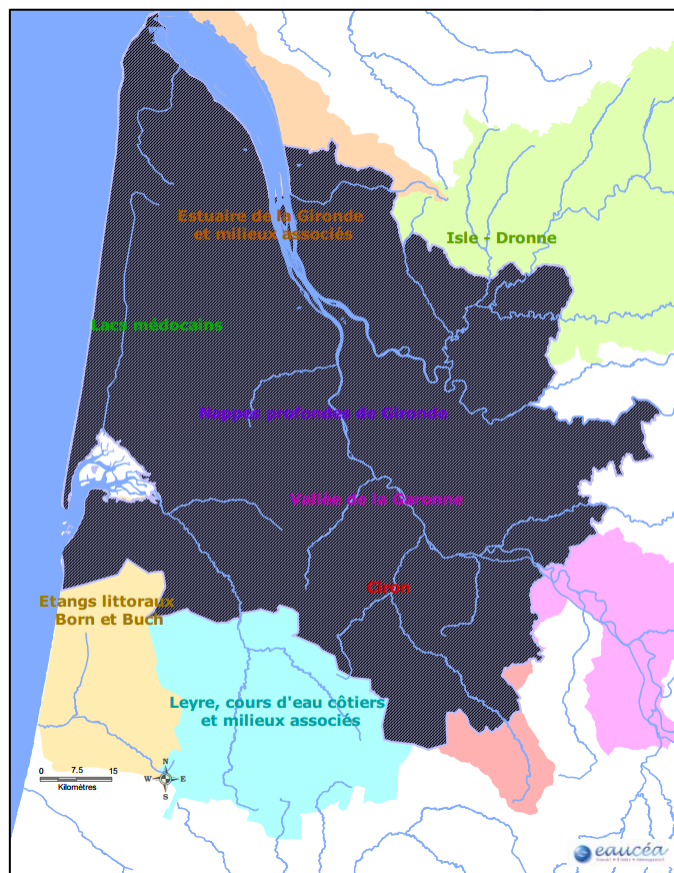 Estuaire de la Gironde
et milieux associés
Isle - Dronne
Lacs médocains
Nappes profondes de Gironde
Vallée de la Garonne
Ciron
Etangs littoraux
Born et Buch
Leyre, cours d'eau côtiers
et milieux associés
N
W E
S
0 7.5 15
Kilomètres
eaucéa